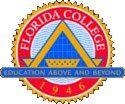 FLORIDA COLLEGE
EDUCATION ABOVE AND BEYOND
1946